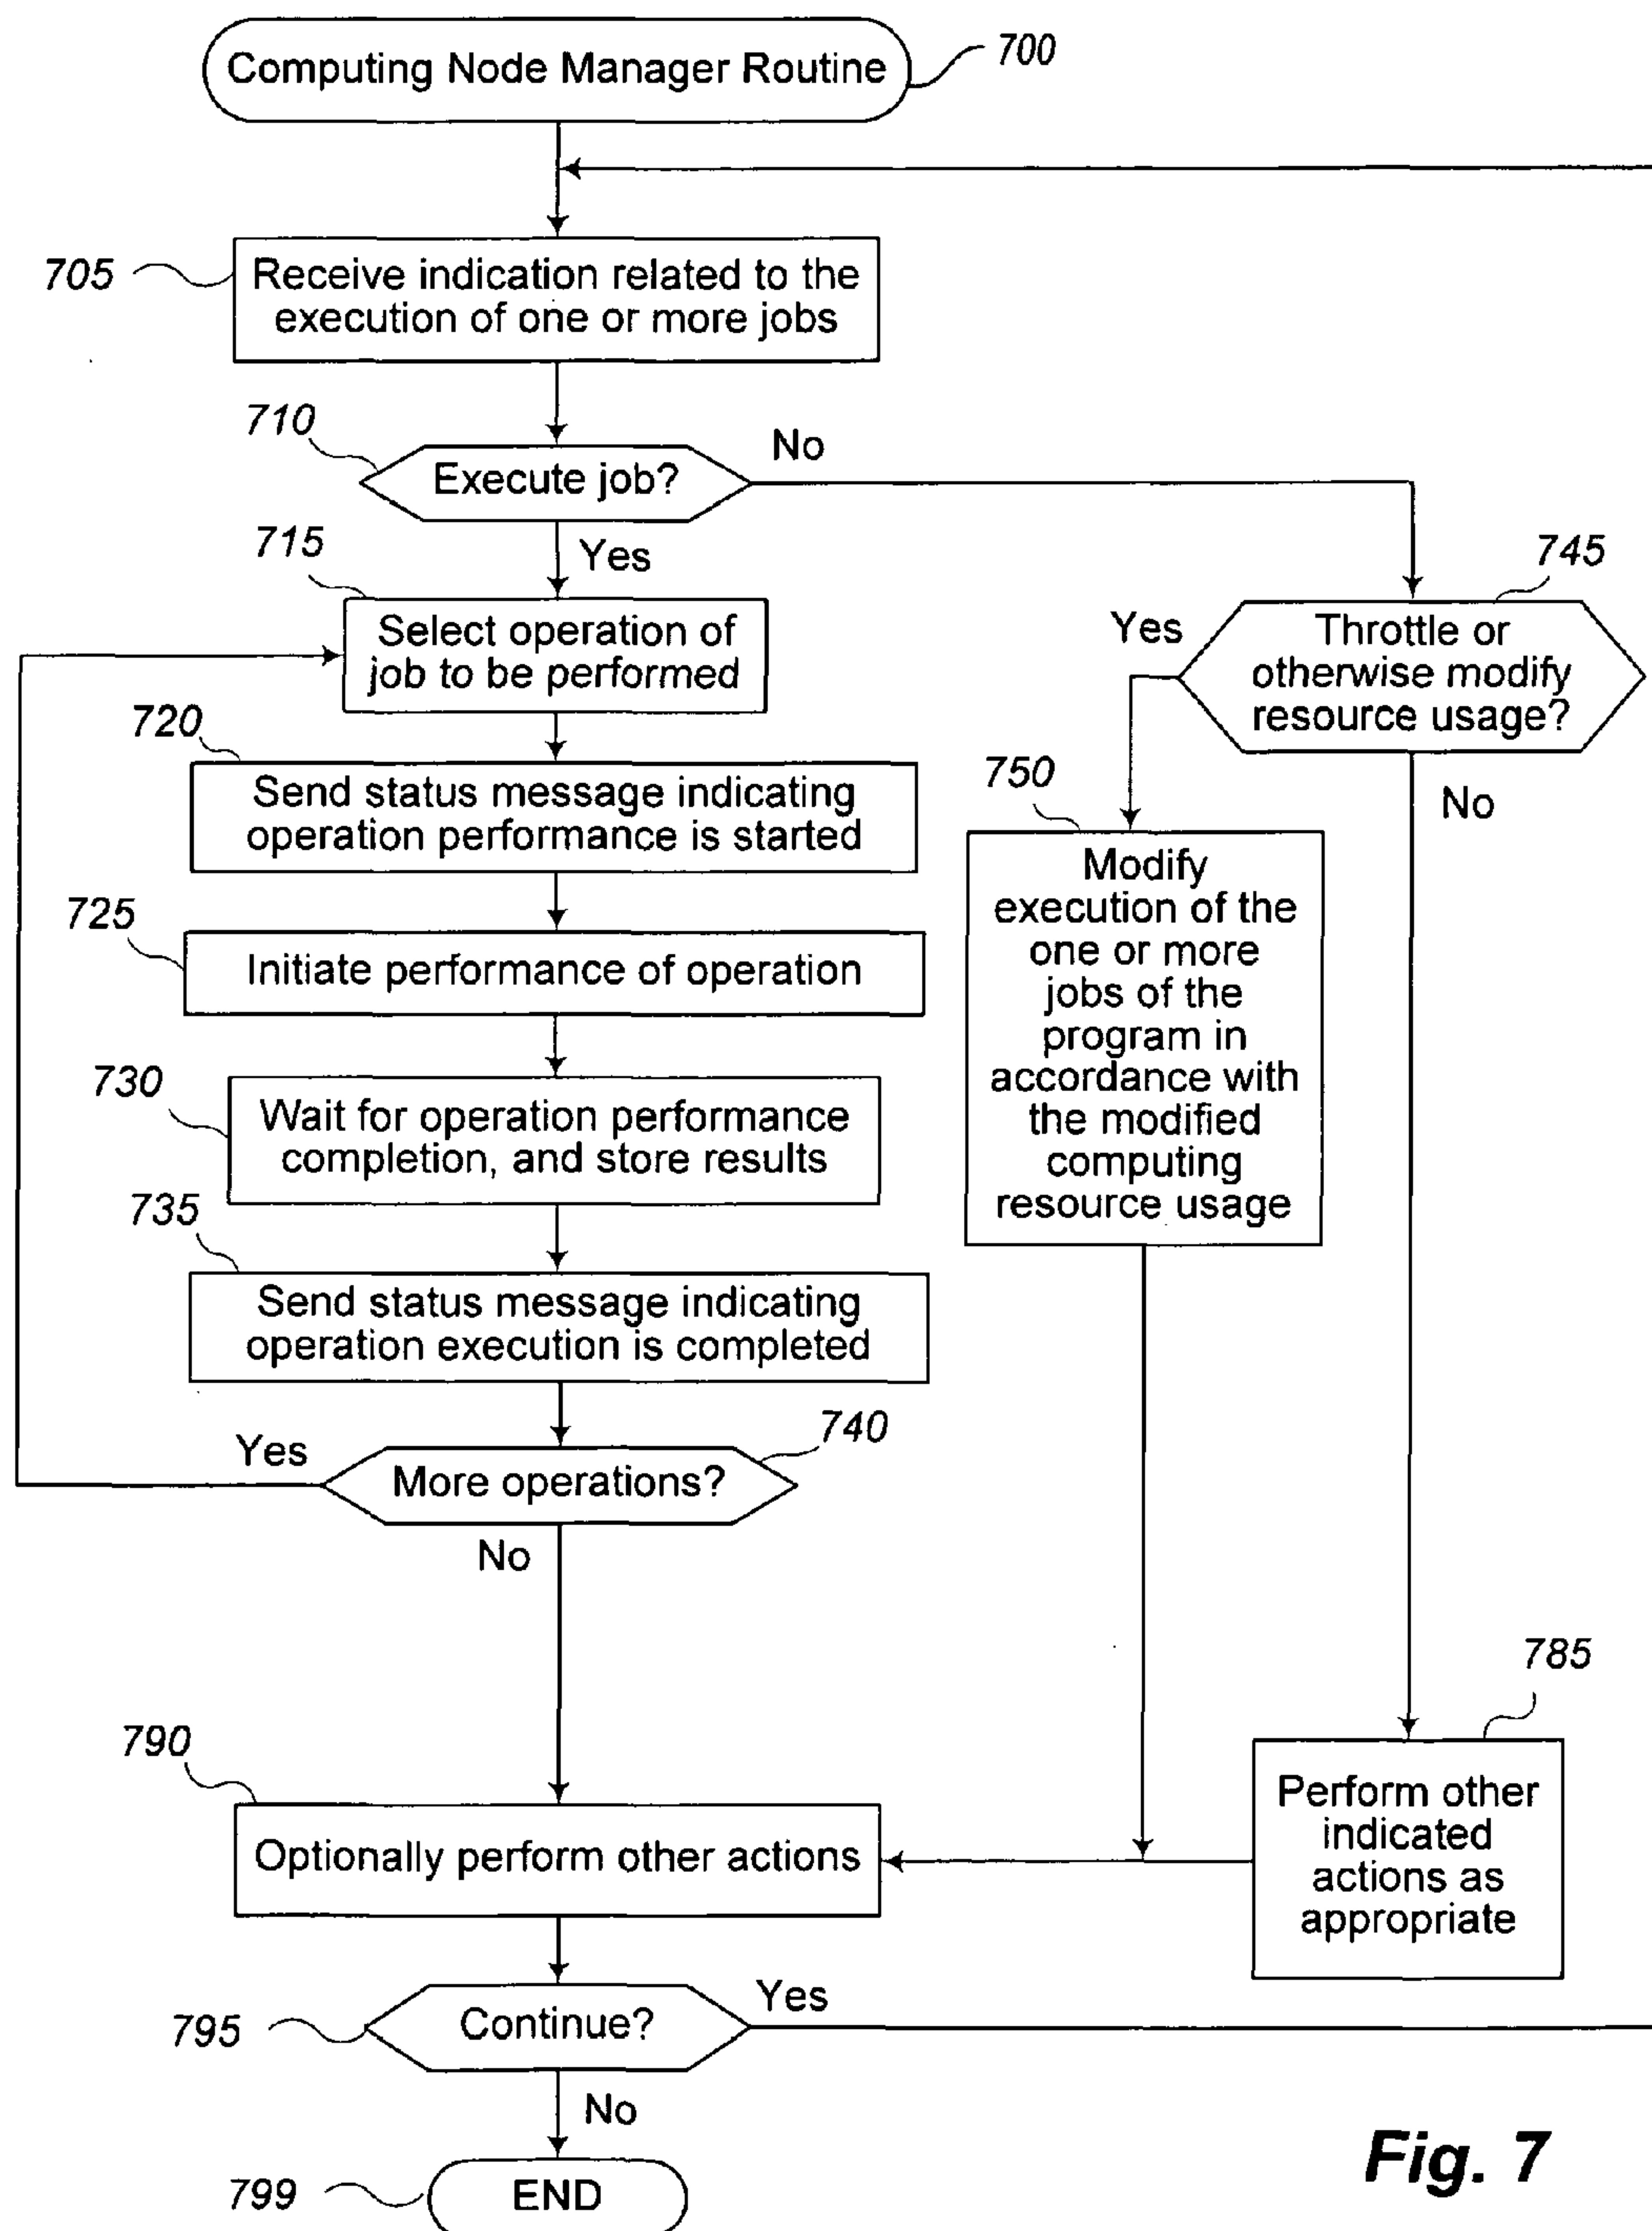 Computing Node Manager Routine
700
705
Receive indication related to the
execution of one or more jobs
710
Execute job?
No
Yes
715
Select operation of
job to be performed
745
Throttle or
otherwise modify
resource usage?
Yes
No
720
Send status message indicating
operation performance is started
750
Modify
execution of the
one or more
jobs of the
program in
accordance with
the modified
computing
resource usage
725
Initiate performance of operation
730
Wait for operation performance
completion, and store results
735
Send status message indicating
operation execution is completed
740
More operations?
Yes
No
785
Perform other
indicated
actions as
appropriate
790
Optionally perform other actions
795
Continue?
Yes
No
799
END
Fig. 7